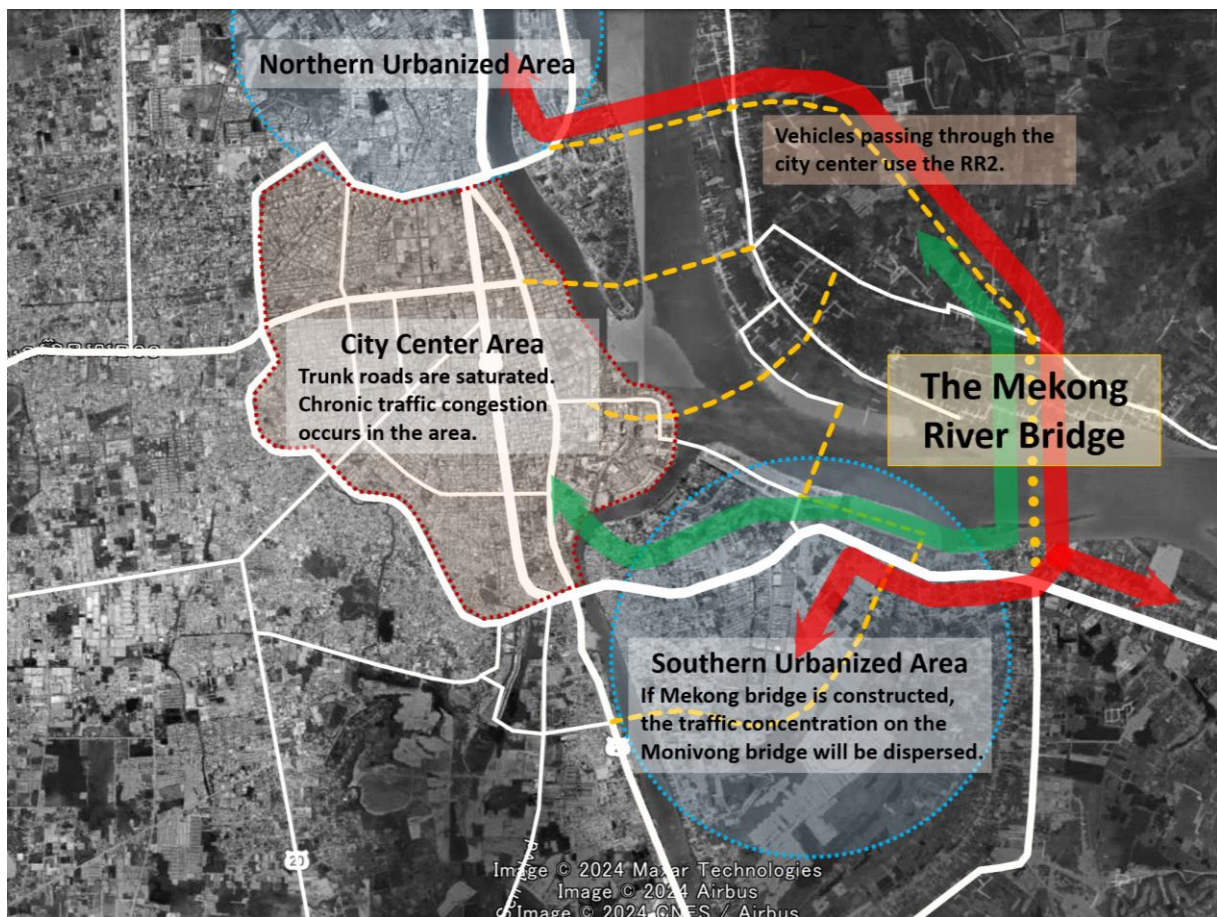 Northern Urbanized Area
Vehicles passing through the
city center use the RR2.
City Center Area
Trunk roads are saturated.
Chronic traffic congestion
occurs in the area.
The Mekong
River Bridge
Southern Urbanized Area
If Mekong bridge is constructed,
the traffic concentration on the
Monivong bridge will be dispersed.
20
Image © 2024 Maxar Technologies
Image © 2024 Airbus
Image © 2024 CNES / Airbus